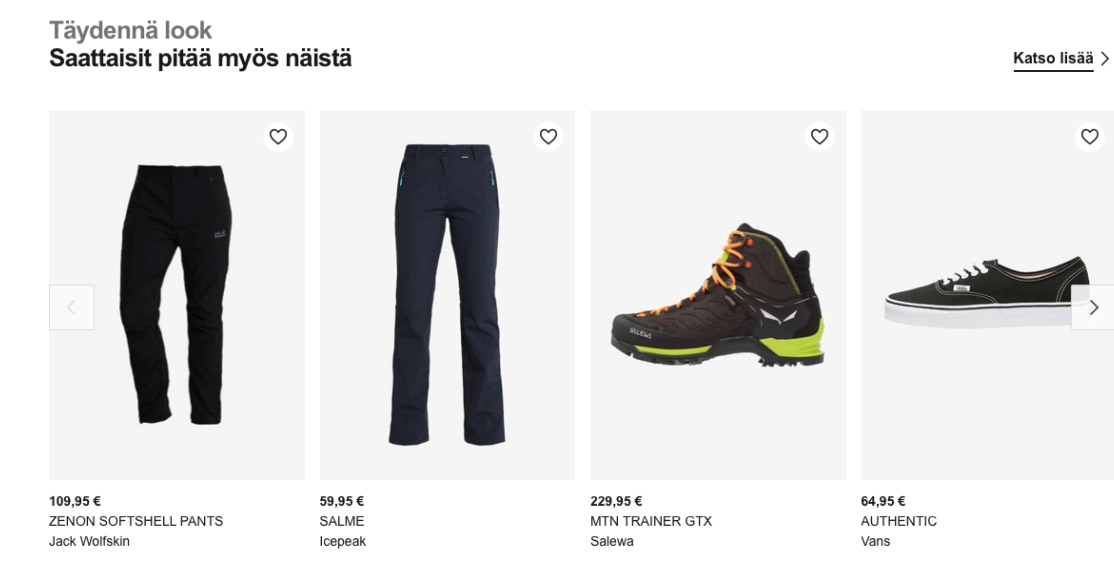 Täydennä look
Saattaisit pitää myös näistä
Katso lisää
SALEWA
109,95 €
ZENON SOFTSHELL PANTS
Jack Wolfskin
59,95 €
SALME
Icepeak
229,95 €
MTN TRAINER GTX
Salewa
64,95 €
AUTHENTIC
Vans